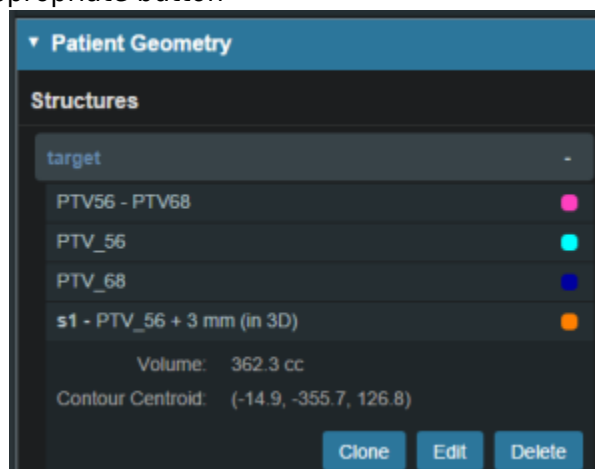 Patient Geometry
Structures
target -
PTV56 - PTV68
PTV_56
PTV_68
s1 - PTV_56 + 3 mm (in 3D)
Volume: 362.3 cc
Contour Centroid: (-14.9, -355.7, 126.8)
Clone Edit Delete